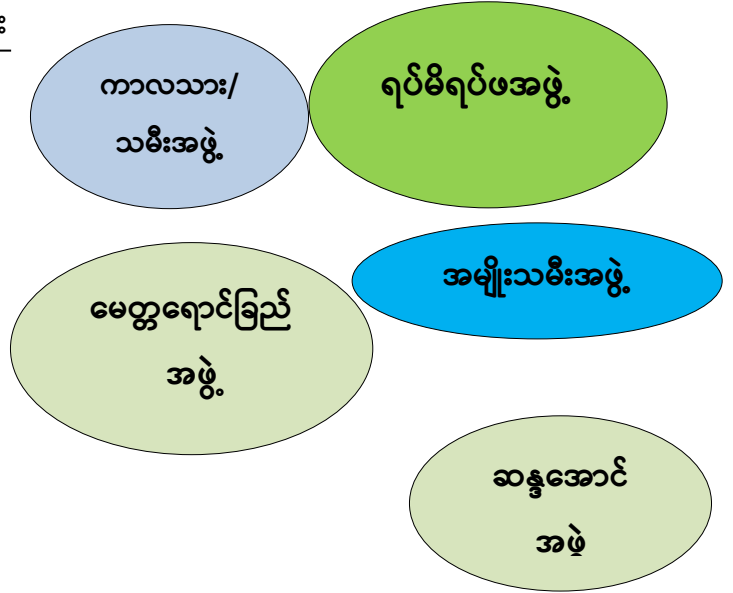 ကာလသား/
သမီးအဖွဲ့
ရပ်မိရပ်ဖအဖွဲ့
အမျိုးသမီးအဖွဲ့
မေတ္တရောင်ခြည်
အဖွဲ့
ဆန္ဒအောင်
အဖွဲ